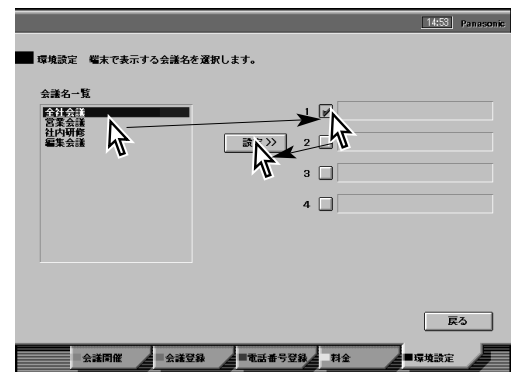 14:53 Panasonic
環境設定 端末で表示する会議名を選択します。
会議名一覧
全社会議
営業会議
社内研修
編集会議
1
設定>>
2
3
4
戻る
会議開催 会議登録 電話番号登録 料金 環境設定